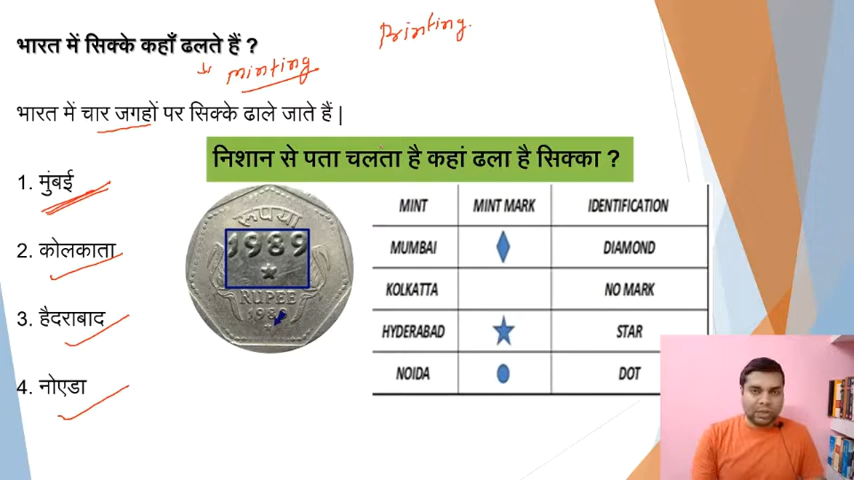 Printing.
भारत में सिक्के कहाँ ढलते हैं ?
minting
भारत में चार जगहों पर सिक्के ढाले जाते हैं |
निशान से पता चलता है कहां ढला है सिक्का ?
1. मुंबई
2. कोलकाता
3. हैदराबाद
4. नोएडा
रूपया
1989
RUPEE
1989
MINT MINT MARK IDENTIFICATION
MUMBAI DIAMOND
KOLKATTA NO MARK
HYDERABAD STAR
NOIDA DOT